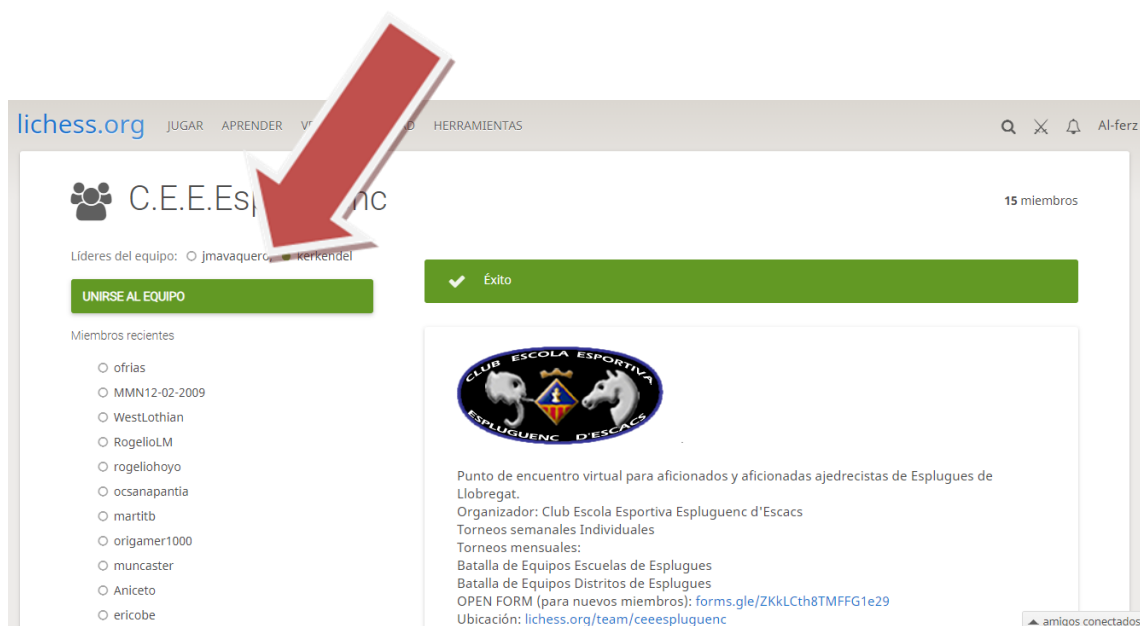 lichess.org JUGAR APRENDER HERRAMIENTAS Al-ferz
C.E.E.Es nc
15 miembros
Líderes del equipo: jmavaquero, kerkendel
UNIRSE AL EQUIPO
Éxito
Miembros recientes
ofrias
MMN12-02-2009
WestLothian
RogelioLM
rogeliohoyo
ocsanapantia
martitb
origamer1000
muncaster
Aniceto
ericobe
CLUB ESCOLA ESPORTIVA
ESPLUGUENC D'ESCACS
Punto de encuentro virtual para aficionados y aficionadas ajedrecistas de Esplugues de
Llobregat.
Organizador: Club Escola Esportiva Espluguenc d'Escacs
Torneos semanales Individuales
Torneos mensuales:
Batalla de Equipos Escuelas de Esplugues
Batalla de Equipos Distritos de Esplugues
OPEN FORM (para nuevos miembros): forms.gle/ZKkLCth8TMFFG1e29
Ubicación: lichess.org/team/ceeespluguenc
amigos conectados